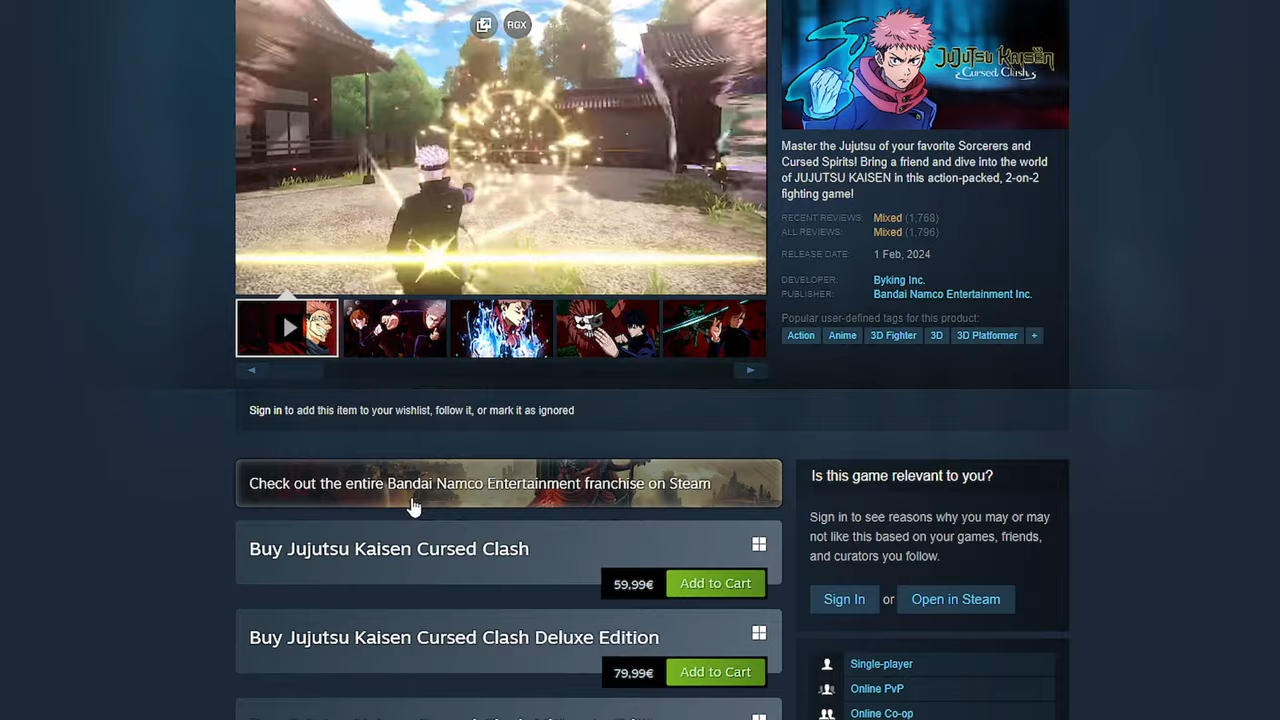 RGX
JUJUTSU KAISEN
Cursed Clash
Master the Jujutsu of your favorite Sorcerers and
Cursed Spirits! Bring a friend and dive into the world
of JUJUTSU KAISEN in this action-packed, 2-on-2
fighting game!
RECENT REVIEWS: Mixed (1,768)
ALL REVIEWS: Mixed (1,796)
RELEASE DATE: 1 Feb, 2024
DEVELOPER: Byking Inc.
PUBLISHER: Bandai Namco Entertainment Inc.
Popular user-defined tags for this product:
Action Anime 3D Fighter 3D 3D Platformer +
Sign in to add this item to your wishlist, follow it, or mark it as ignored
Check out the entire Bandai Namco Entertainment franchise on Steam
Buy Jujutsu Kaisen Cursed Clash
59,99€ Add to Cart
Buy Jujutsu Kaisen Cursed Clash Deluxe Edition
79,99€ Add to Cart
Is this game relevant to you?
Sign in to see reasons why you may or may
not like this based on your games, friends,
and curators you follow.
Sign In or Open in Steam
Single-player
Online PvP
Online Co-op